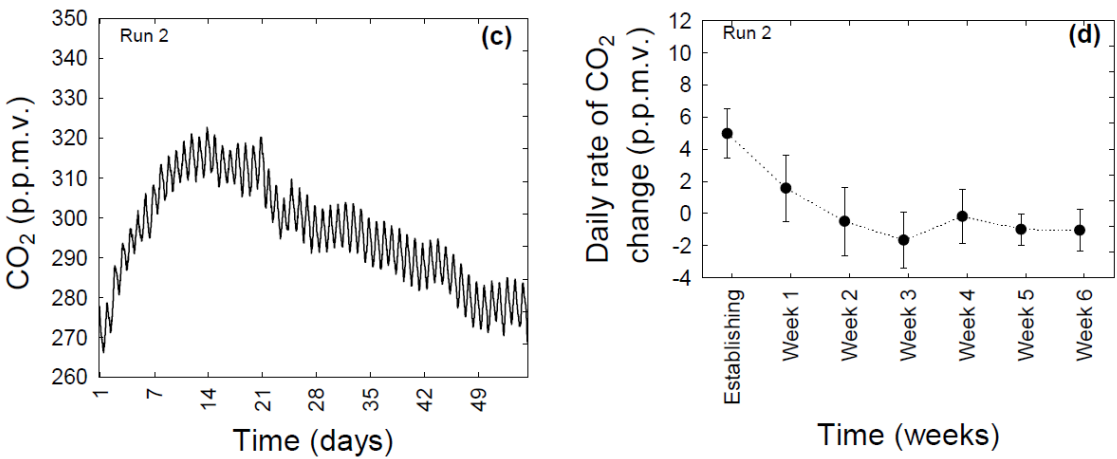 Run 2
(c)
350
340
330
320
310
300
290
280
270
260
CO2 (p.p.m.v.)
1
7
14
21
28
35
42
49
Time (days)
Run 2
(d)
12
10
8
6
4
2
0
-2
-4
Daily rate of CO2
change (p.p.m.v.)
Establishing
Week 1
Week 2
Week 3
Week 4
Week 5
Week 6
Time (weeks)